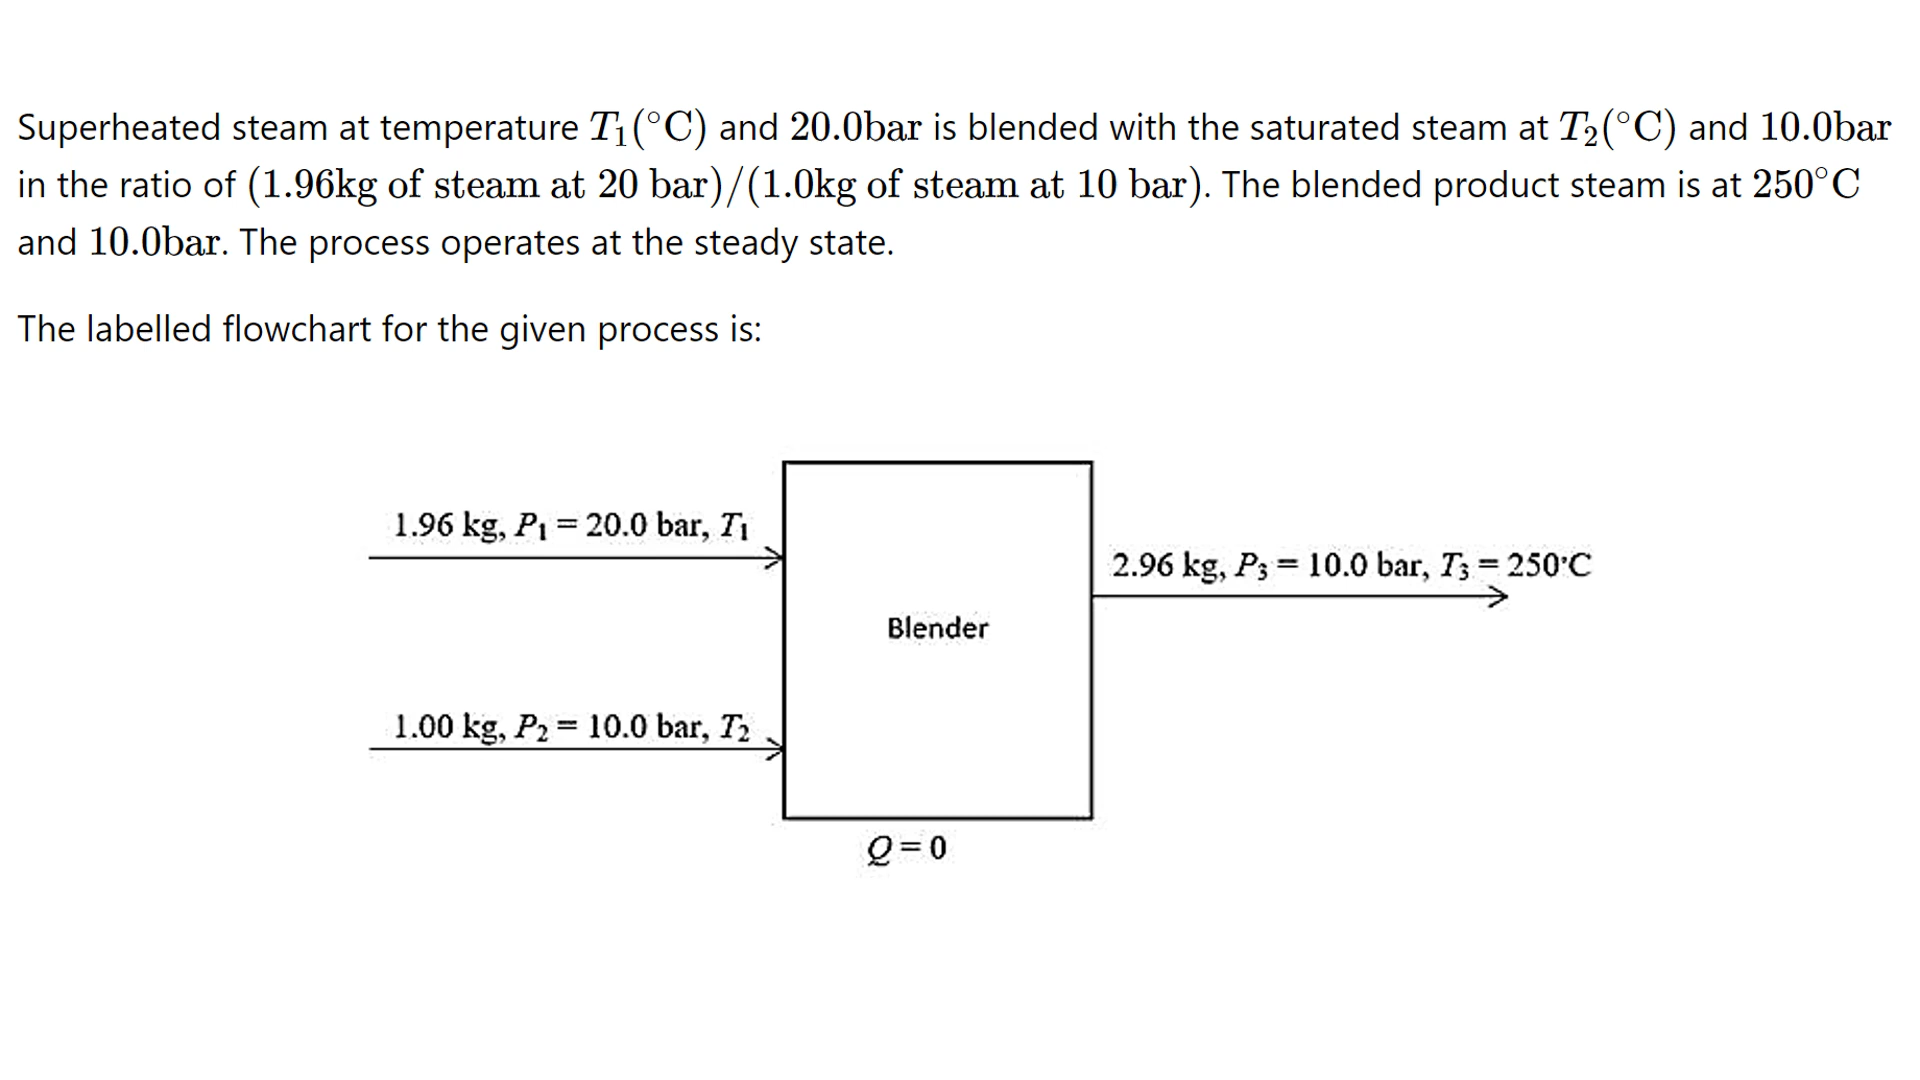 Superheated steam at temperature T₁(°C) and 20.0bar is blended with the saturated steam at T₂(°C) and 10.0bar
in the ratio of (1.96kg of steam at 20 bar)/(1.0kg of steam at 10 bar). The blended product steam is at 250°C
and 10.0bar. The process operates at the steady state.
The labelled flowchart for the given process is:
1.96 kg, P₁ = 20.0 bar, T₁
2.96 kg, P₃ = 10.0 bar, T₃ = 250°C
Blender
1.00 kg, P₂ = 10.0 bar, T₂
Q = 0